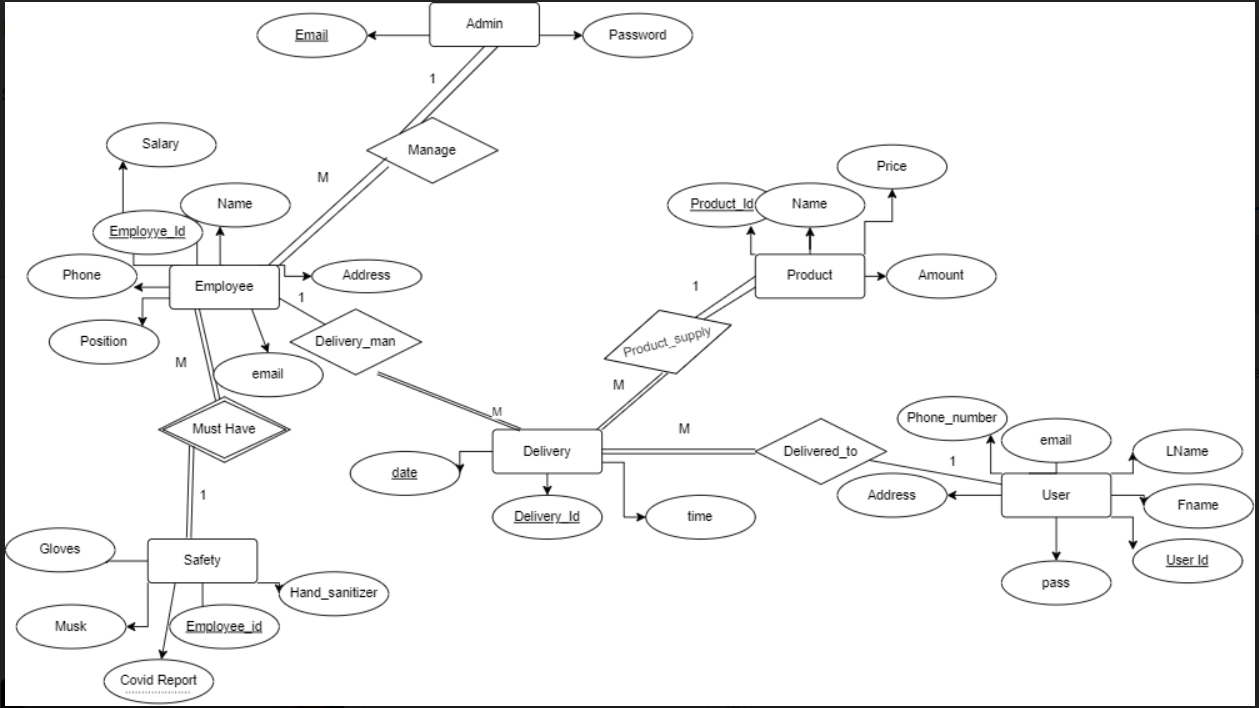 Admin
Email
Password
1
Manage
M
Salary
Name
Employye_Id
Phone
Employee
Address
1
Position
Delivery_man
email
M
Must Have
M
1
Price
Product_Id
Name
Product
Amount
1
Product_supply
M
Delivery
M
Delivered_to
1
date
Delivery_Id
time
Phone_number
email
LName
Address
User
Fname
User Id
pass
Gloves
Safety
Hand_sanitizer
Musk
Employee_id
Covid Report